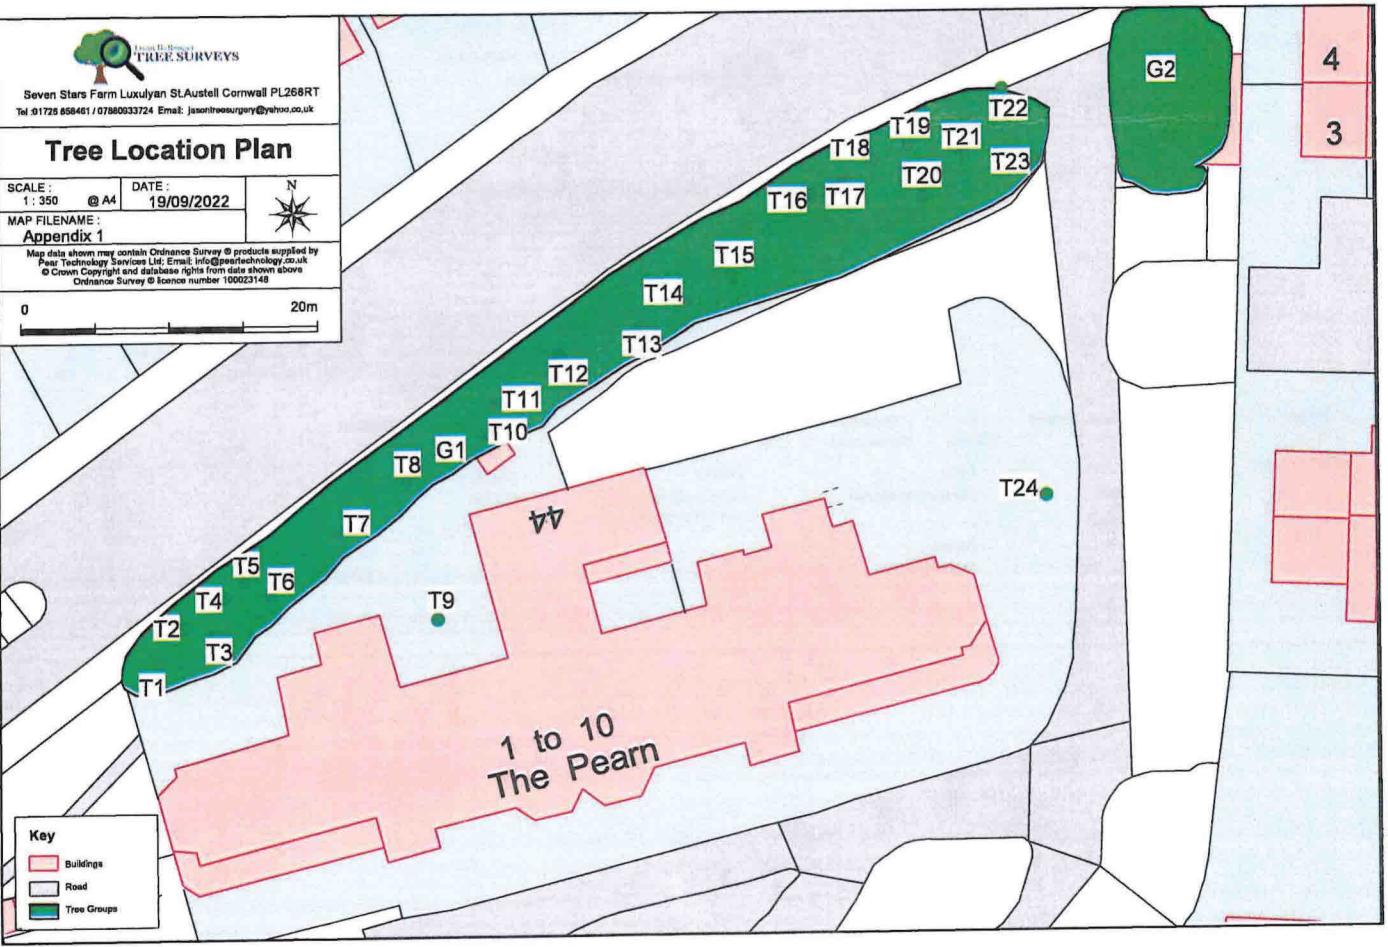 TREE SURVEYS
Seven Stars Farm Luxulyan St.Austell Cornwall PL268RT
Tel :01726 858461 / 07880933724 Email: jasontreesurgery@yahoo.co.uk
Tree Location Plan
SCALE :
1 : 350 @ A4
DATE :
19/09/2022
N
MAP FILENAME :
Appendix 1
Map data shown may contain Ordnance Survey ® products supplied by
Pear Technology Services Ltd; Email: info@peartechnology.co.uk
© Crown Copyright and database rights from date shown above
Ordnance Survey ® licence number 100023148
0 20m
G2
4
3
T22
T19
T21
T18
T23
T20
T16
T17
T15
T14
T13
T12
T11
T10
G1
T8
T24
T7
44
T5
T6
T4
T9
T2
T3
T1
1 to 10
The Pearn
Key
Buildings
Road
Tree Groups